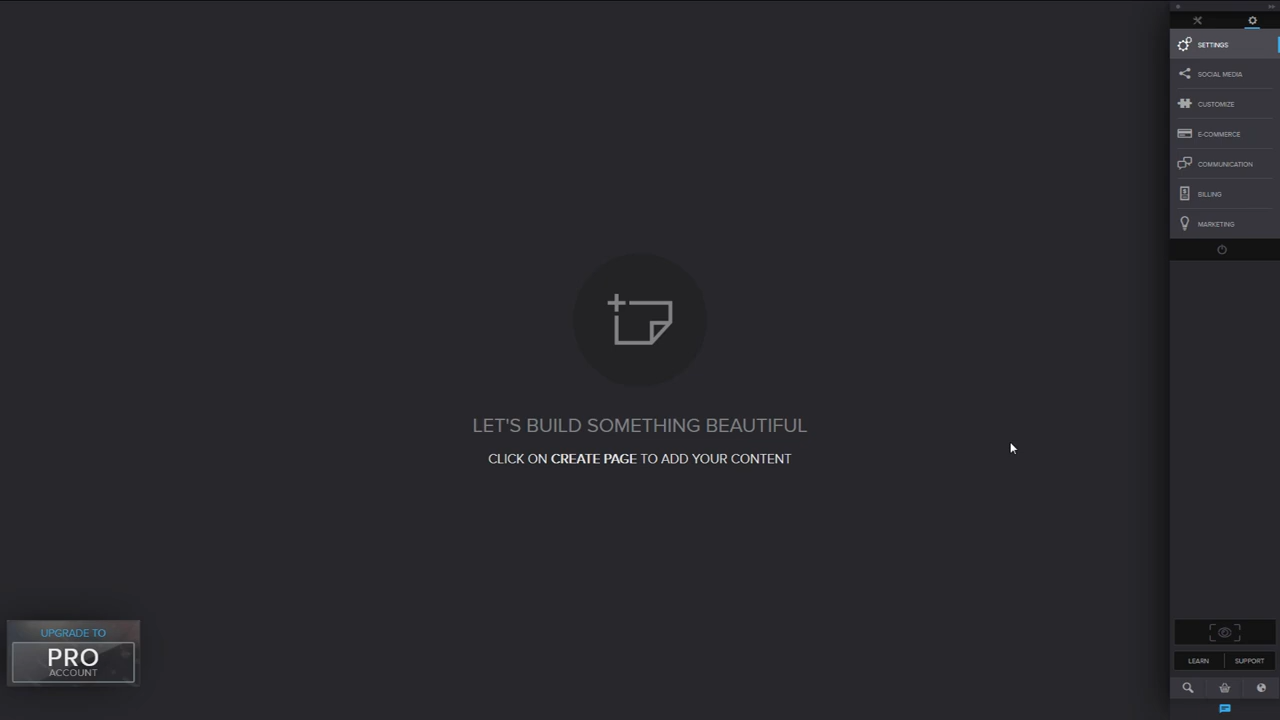 SETTINGS
SOCIAL MEDIA
CUSTOMIZE
E-COMMERCE
COMMUNICATION
BILLING
MARKETING
LET'S BUILD SOMETHING BEAUTIFUL
CLICK ON CREATE PAGE TO ADD YOUR CONTENT
UPGRADE TO
PRO
ACCOUNT
LEARN
SUPPORT